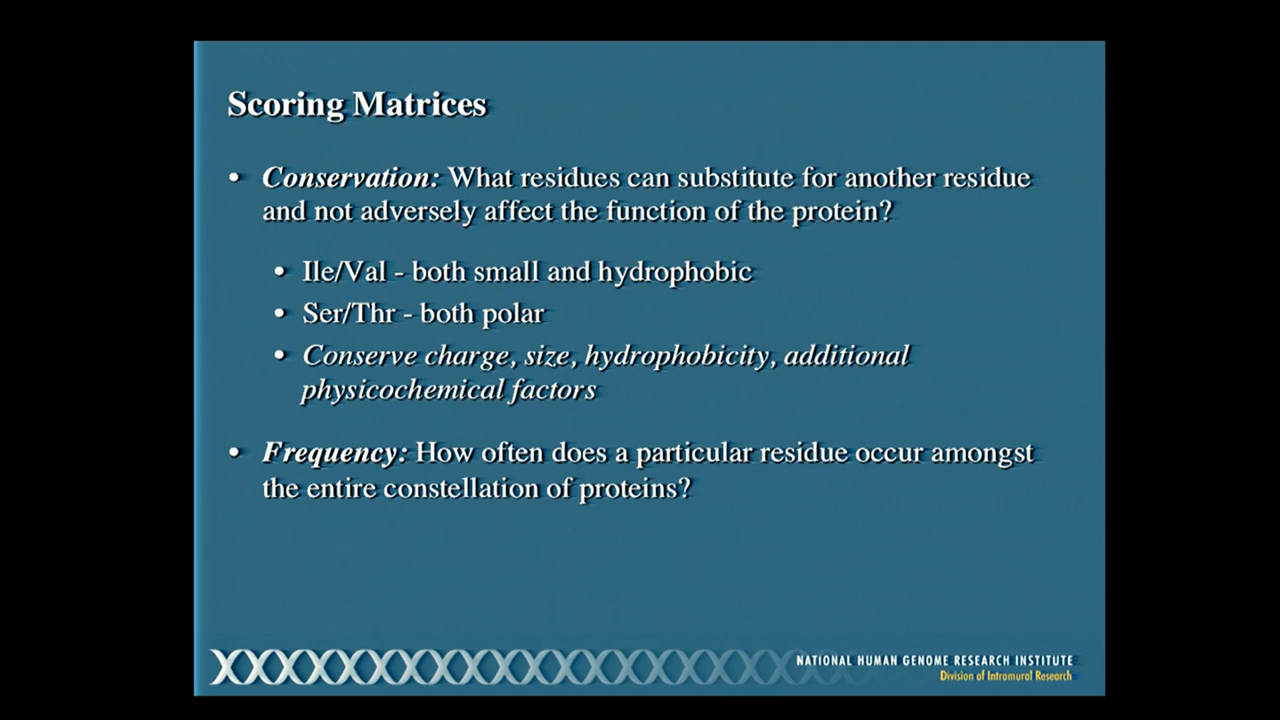 Scoring Matrices
• Conservation: What residues can substitute for another residue
and not adversely affect the function of the protein?
• Ile/Val - both small and hydrophobic
• Ser/Thr - both polar
• Conserve charge, size, hydrophobicity, additional
physicochemical factors
• Frequency: How often does a particular residue occur amongst
the entire constellation of proteins?
NATIONAL HUMAN GENOME RESEARCH INSTITUTE
Division of Intramural Research